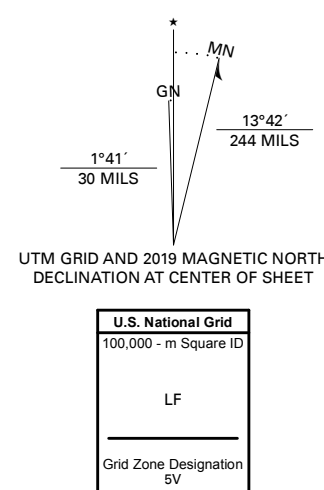 ★
MN
GN
13°42´
244 MILS
1°41´
30 MILS
UTM GRID AND 2019 MAGNETIC NORTH
DECLINATION AT CENTER OF SHEET
U.S. National Grid
100,000 - m Square ID
LF
Grid Zone Designation
5V